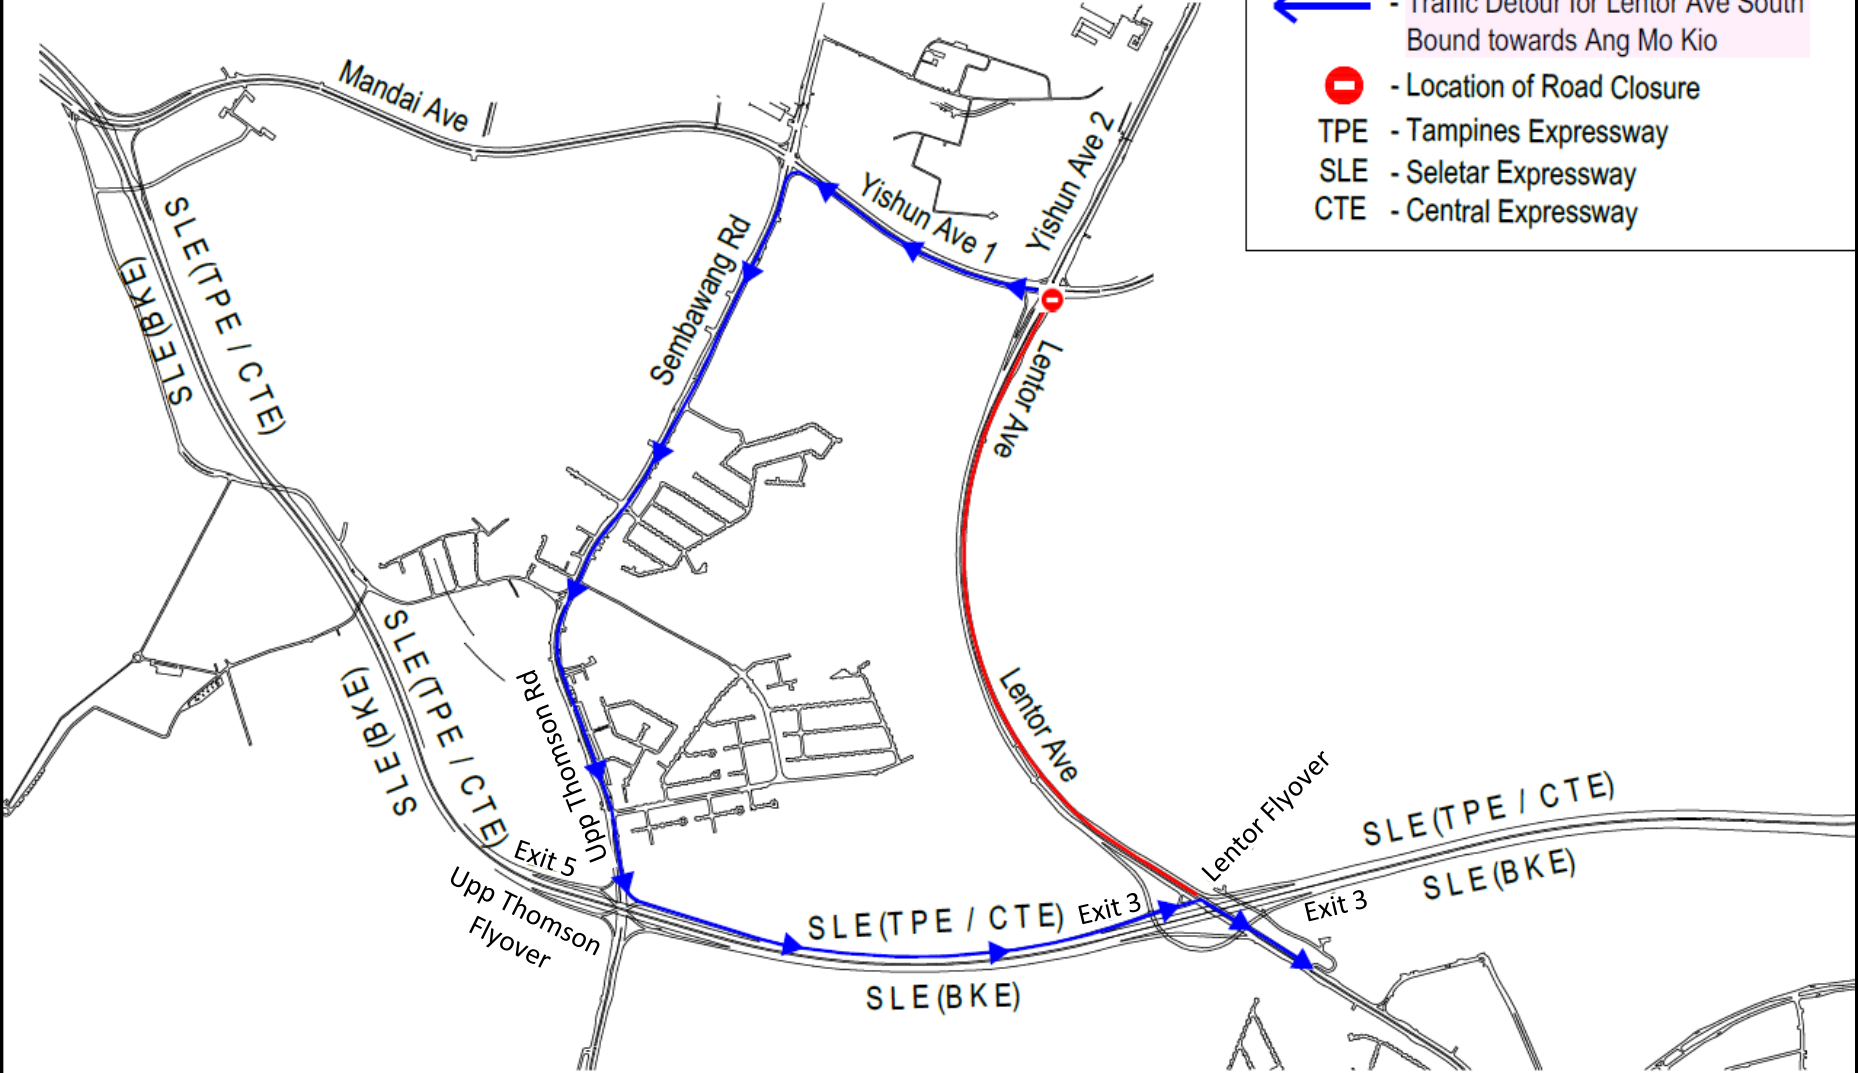 - Traffic Detour for Lentor Ave South
Bound towards Ang Mo Kio
- Location of Road Closure
TPE - Tampines Expressway
SLE - Seletar Expressway
CTE - Central Expressway
Mandai Ave
Yishun Ave 2
Yishun Ave 1
Sembawang Rd
SLE(TPE / CTE)
SLE(BKE)
Lentor Ave
SLE(TPE / CTE)
SLE(BKE)
Upp Thomson Rd
Lentor Ave
Lentor Flyover
SLE(TPE / CTE)
SLE(BKE)
Exit 5
Upp Thomson
Flyover
SLE(TPE / CTE)
Exit 3
Exit 3
SLE(BKE)